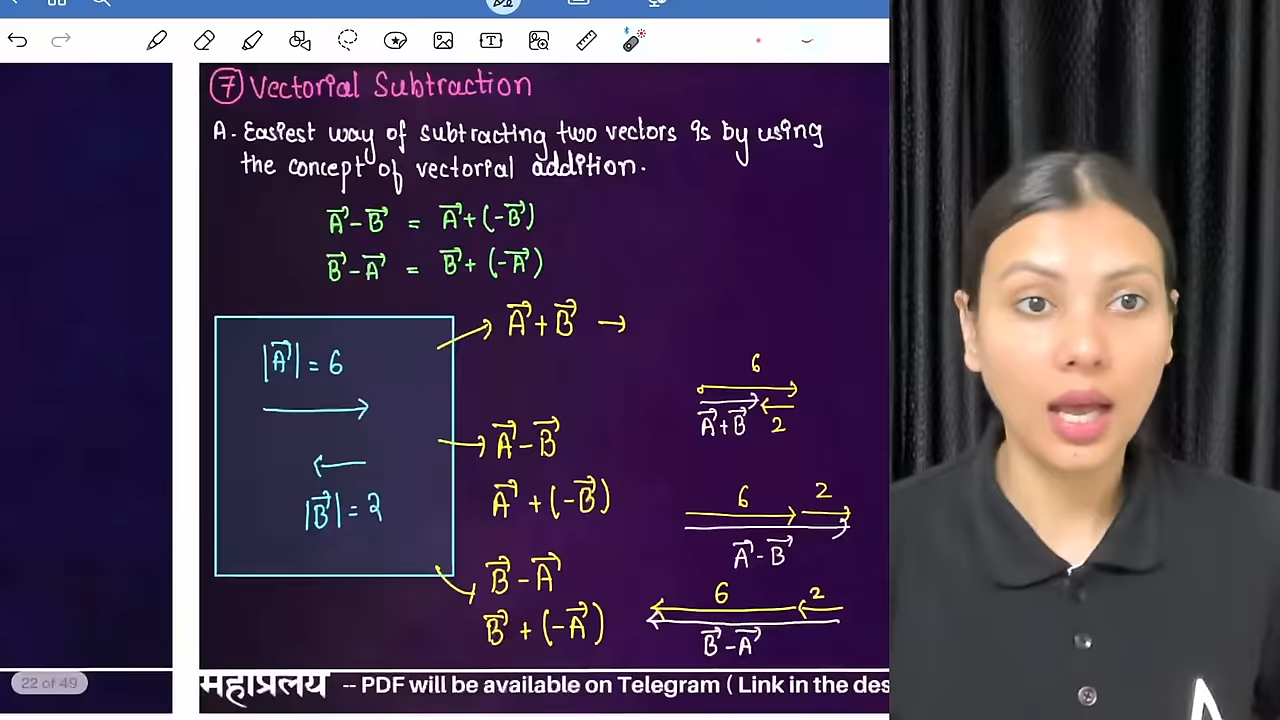 ⑦ Vectorial Subtraction
A. Easiest way of subtracting two vectors is by using
the concept of vectorial addition.
A⃗ - B⃗ = A⃗ + (-B⃗)
B⃗ - A⃗ = B⃗ + (-A⃗)
|A⃗| = 6
|B⃗| = 2
→ A⃗ + B⃗ →
6
A⃗ + B⃗ 2
→ A⃗ - B⃗
A⃗ + (-B⃗)
6 2
A⃗ - B⃗
B⃗ - A⃗
B⃗ + (-A⃗)
6 2
B⃗ - A⃗
22 of 49
महाप्रलय -- PDF will be available on Telegram ( Link in the des